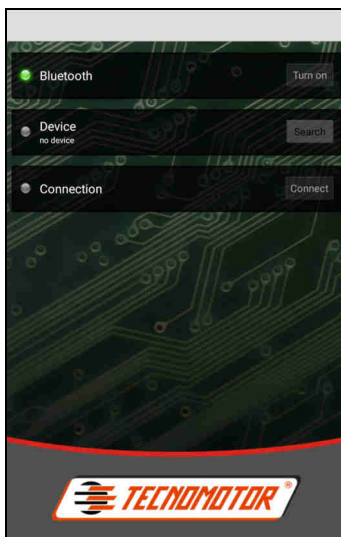 Bluetooth
Turn on
Device
no device
Search
Connection
Connect
TECNOMOTOR®